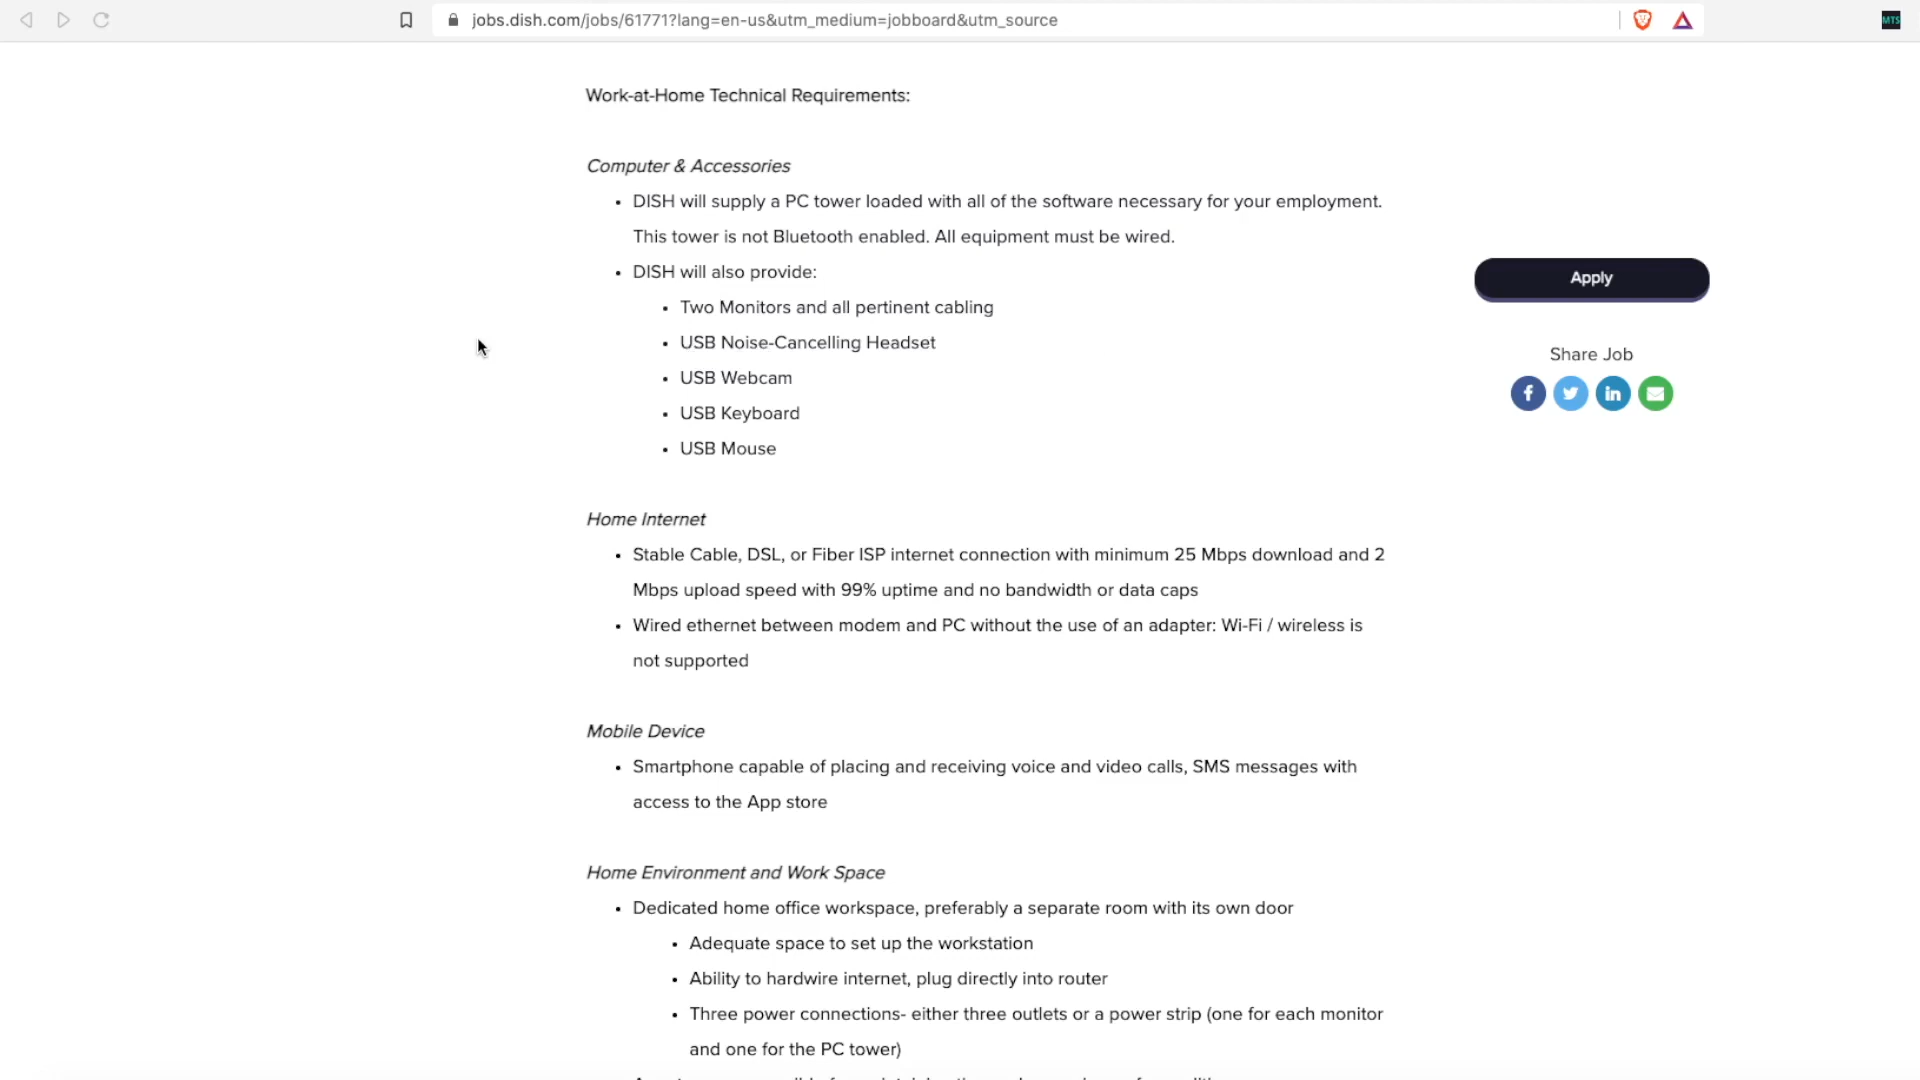 jobs.dish.com/jobs/61771?lang=en-us&utm_medium=jobboard&utm_source
MTS
Work-at-Home Technical Requirements:
Computer & Accessories
• DISH will supply a PC tower loaded with all of the software necessary for your employment.
This tower is not Bluetooth enabled. All equipment must be wired.
• DISH will also provide:
• Two Monitors and all pertinent cabling
• USB Noise-Cancelling Headset
• USB Webcam
• USB Keyboard
• USB Mouse
Apply
Share Job
Home Internet
• Stable Cable, DSL, or Fiber ISP internet connection with minimum 25 Mbps download and 2
Mbps upload speed with 99% uptime and no bandwidth or data caps
• Wired ethernet between modem and PC without the use of an adapter: Wi-Fi / wireless is
not supported
Mobile Device
• Smartphone capable of placing and receiving voice and video calls, SMS messages with
access to the App store
Home Environment and Work Space
• Dedicated home office workspace, preferably a separate room with its own door
• Adequate space to set up the workstation
• Ability to hardwire internet, plug directly into router
• Three power connections- either three outlets or a power strip (one for each monitor
and one for the PC tower)